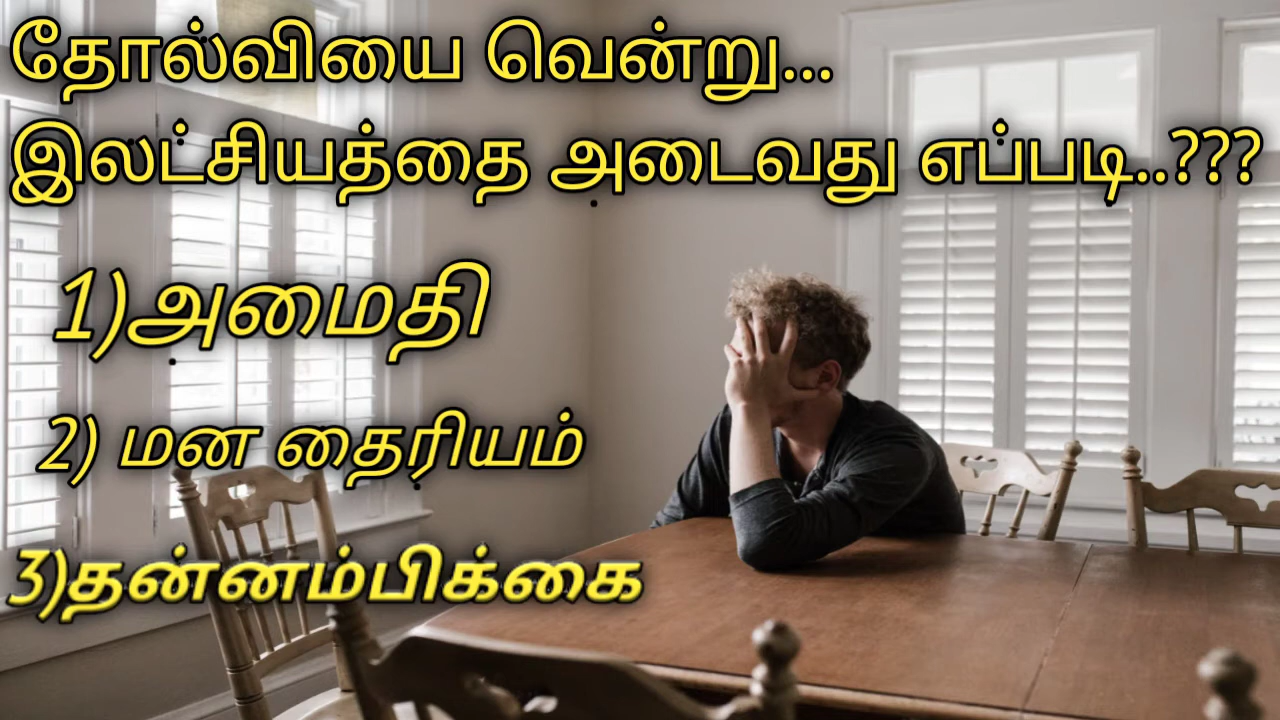 தோல்வியை வென்று...
இலட்சியத்தை அடைவது எப்படி..???
1)அமைதி
2) மன தைரியம்
3)தன்னம்பிக்கை